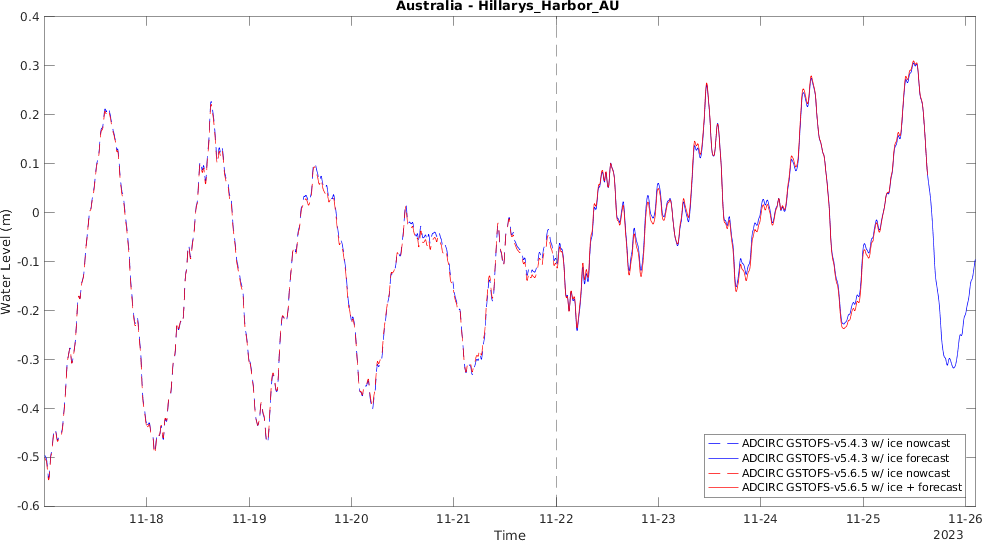 Australia - Hillarys_Harbor_AU
0.4
0.3
0.2
0.1
0
-0.1
-0.2
-0.3
-0.4
-0.5
-0.6
Water Level (m)
ADCIRC GSTOFS-v5.4.3 w/ ice nowcast
ADCIRC GSTOFS-v5.4.3 w/ ice forecast
ADCIRC GSTOFS-v5.6.5 w/ ice nowcast
ADCIRC GSTOFS-v5.6.5 w/ ice + forecast
11-18 11-19 11-20 11-21 11-22 11-23 11-24 11-25 11-26
Time
2023